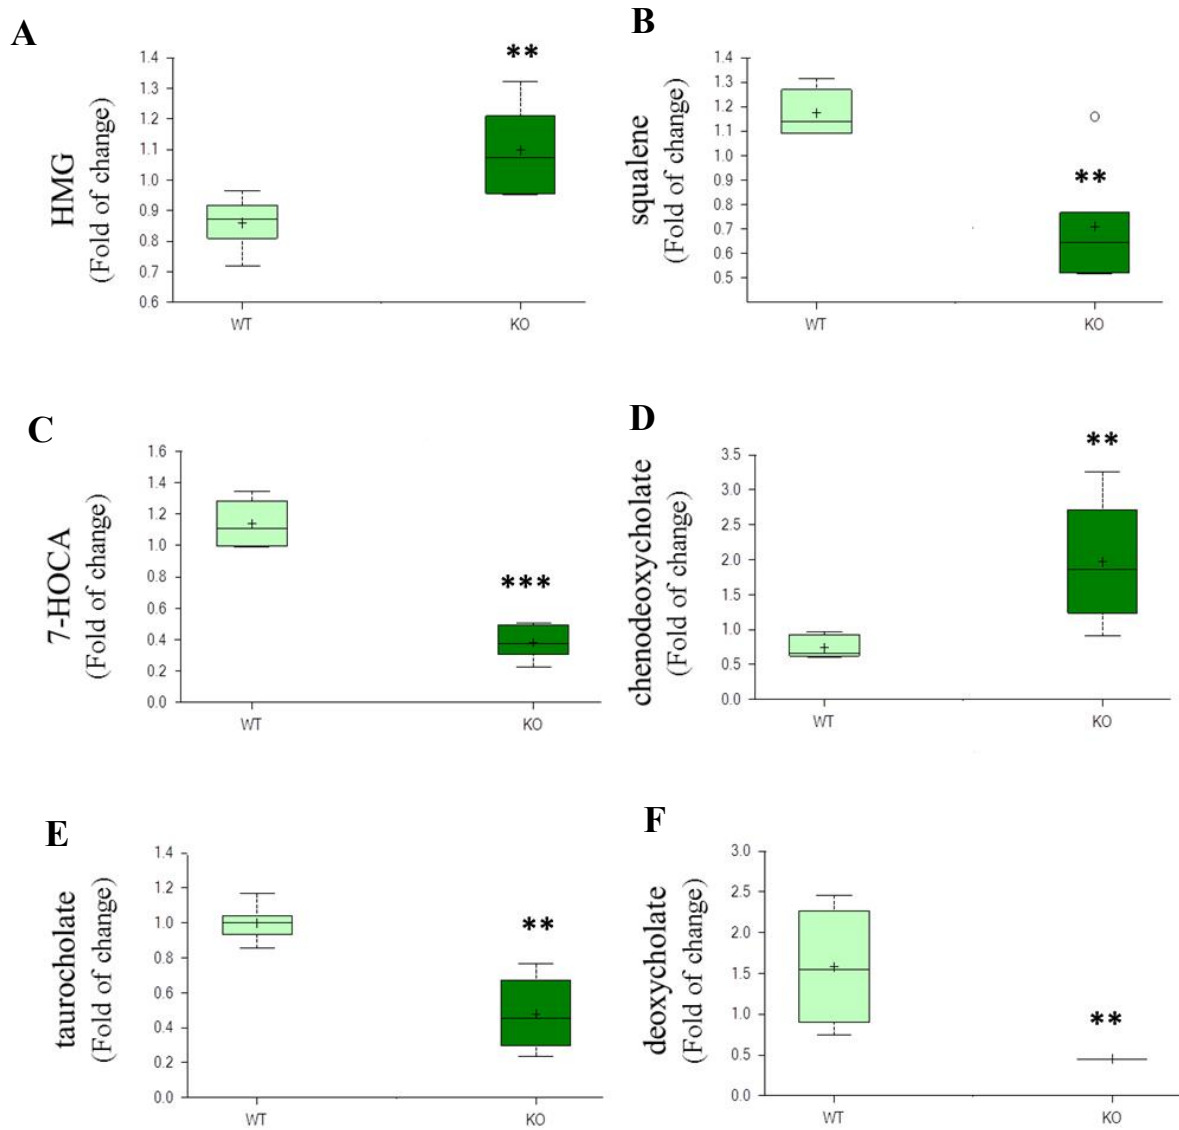 A
HMG
(Fold of change)
1.4
1.3
1.2
1.1
1.0
0.9
0.8
0.7
0.6
**
WT
KO
B
squalene
(Fold of change)
1.4
1.3
1.2
1.1
1.0
0.9
0.8
0.7
0.6
0.5
**
WT
KO
C
7-HOCA
(Fold of change)
1.6
1.4
1.2
1.0
0.8
0.6
0.4
0.2
0.0
***
WT
KO
D
chenodeoxycholate
(Fold of change)
3.5
3.0
2.5
2.0
1.5
1.0
0.5
0.0
**
WT
KO
E
taurocholate
(Fold of change)
1.4
1.2
1.0
0.8
0.6
0.4
0.2
0.0
**
WT
KO
F
deoxycholate
(Fold of change)
3.0
2.5
2.0
1.5
1.0
0.5
0.0
**
WT
KO